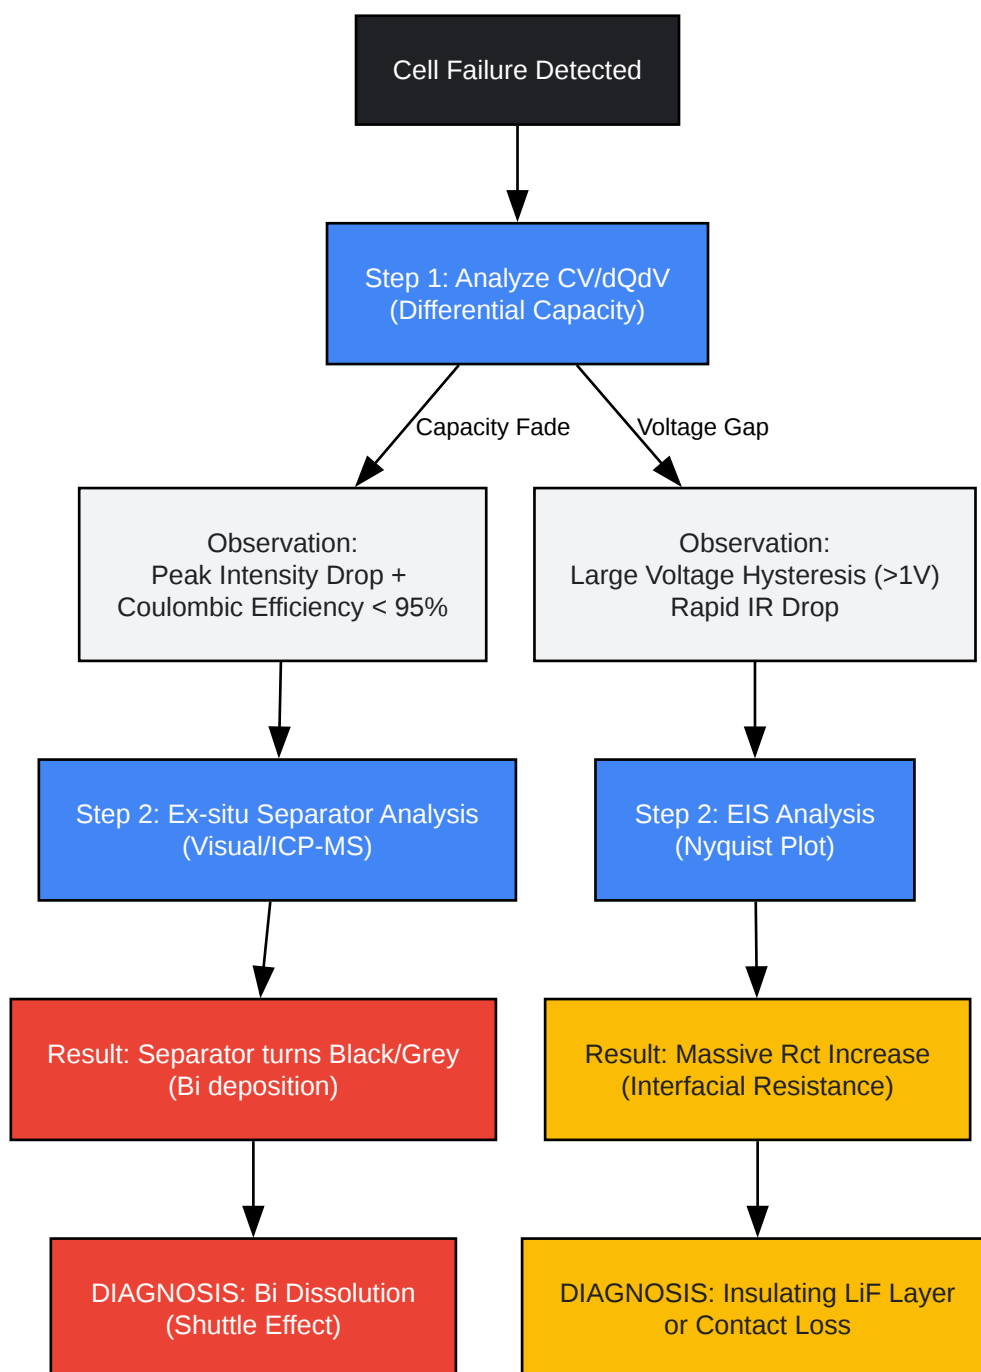 Cell Failure Detected
Step 1: Analyze CV/dQdV
(Differential Capacity)
Capacity Fade
Voltage Gap
Observation:
Peak Intensity Drop +
Coulombic Efficiency < 95%
Observation:
Large Voltage Hysteresis (>1V)
Rapid IR Drop
Step 2: Ex-situ Separator Analysis
(Visual/ICP-MS)
Step 2: EIS Analysis
(Nyquist Plot)
Result: Separator turns Black/Grey
(Bi deposition)
Result: Massive Rct Increase
(Interfacial Resistance)
DIAGNOSIS: Bi Dissolution
(Shuttle Effect)
DIAGNOSIS: Insulating LiF Layer
or Contact Loss